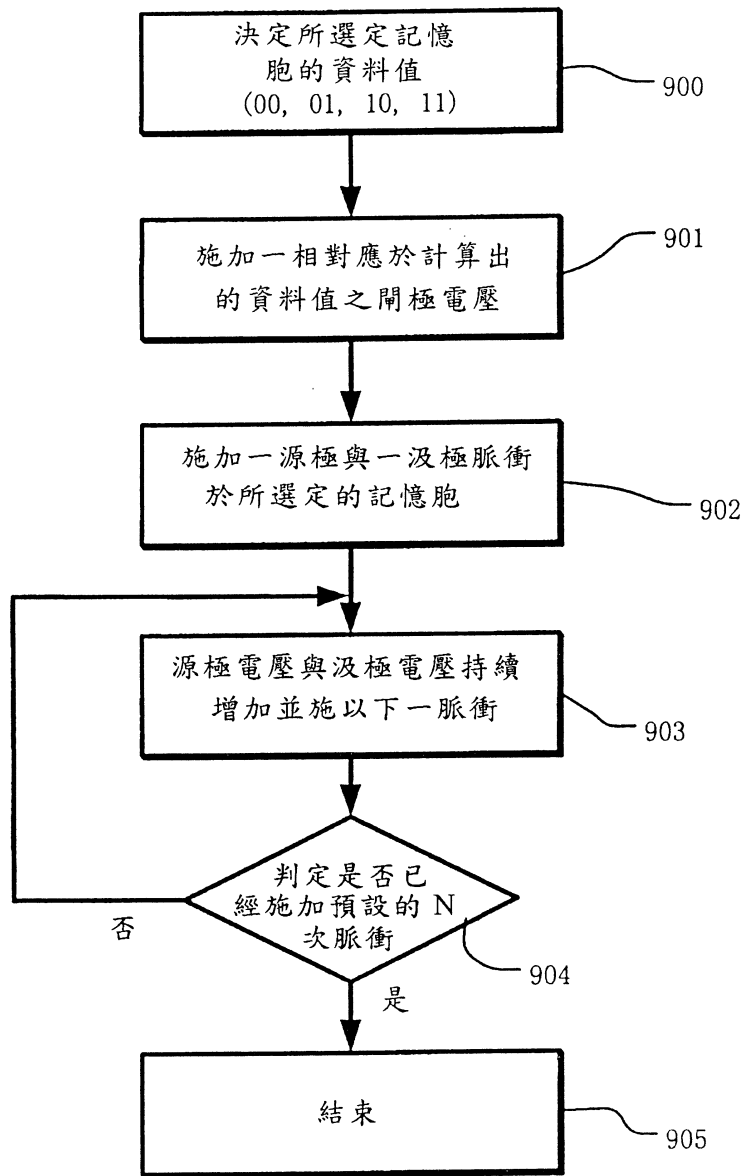 決定所選定記憶
胞的資料值
(00, 01, 10, 11)
900
施加一相對應於計算出
的資料值之閘極電壓
901
施加一源極與一汲極脈衝
於所選定的記憶胞
902
源極電壓與汲極電壓持續
增加並施以下一脈衝
903
判定是否已
經施加預設的 N
次脈衝
904
否
是
結束
905